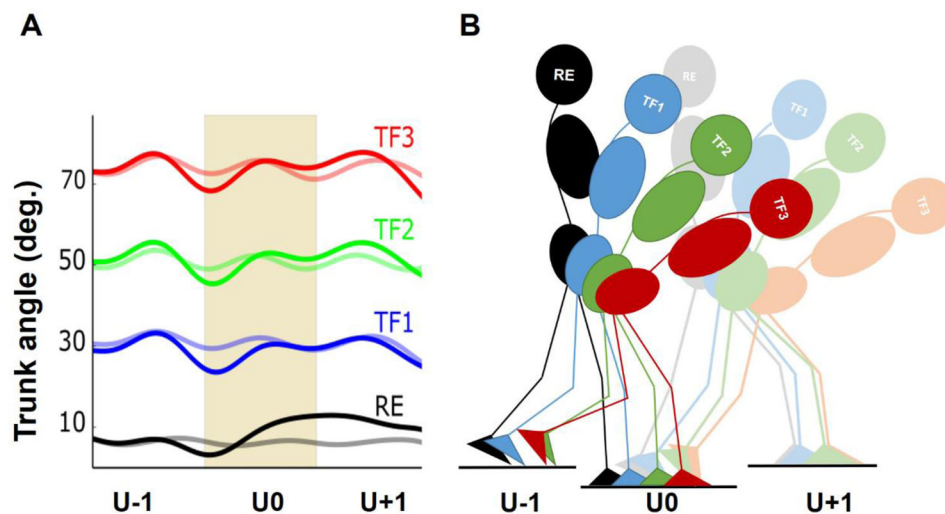 A
Trunk angle (deg.)
70
50
30
10
TF3
TF2
TF1
RE
U-1
U0
U+1
B
RE
RE
TF1
TF1
TF2
TF2
TF3
TF3
U-1
U0
U+1